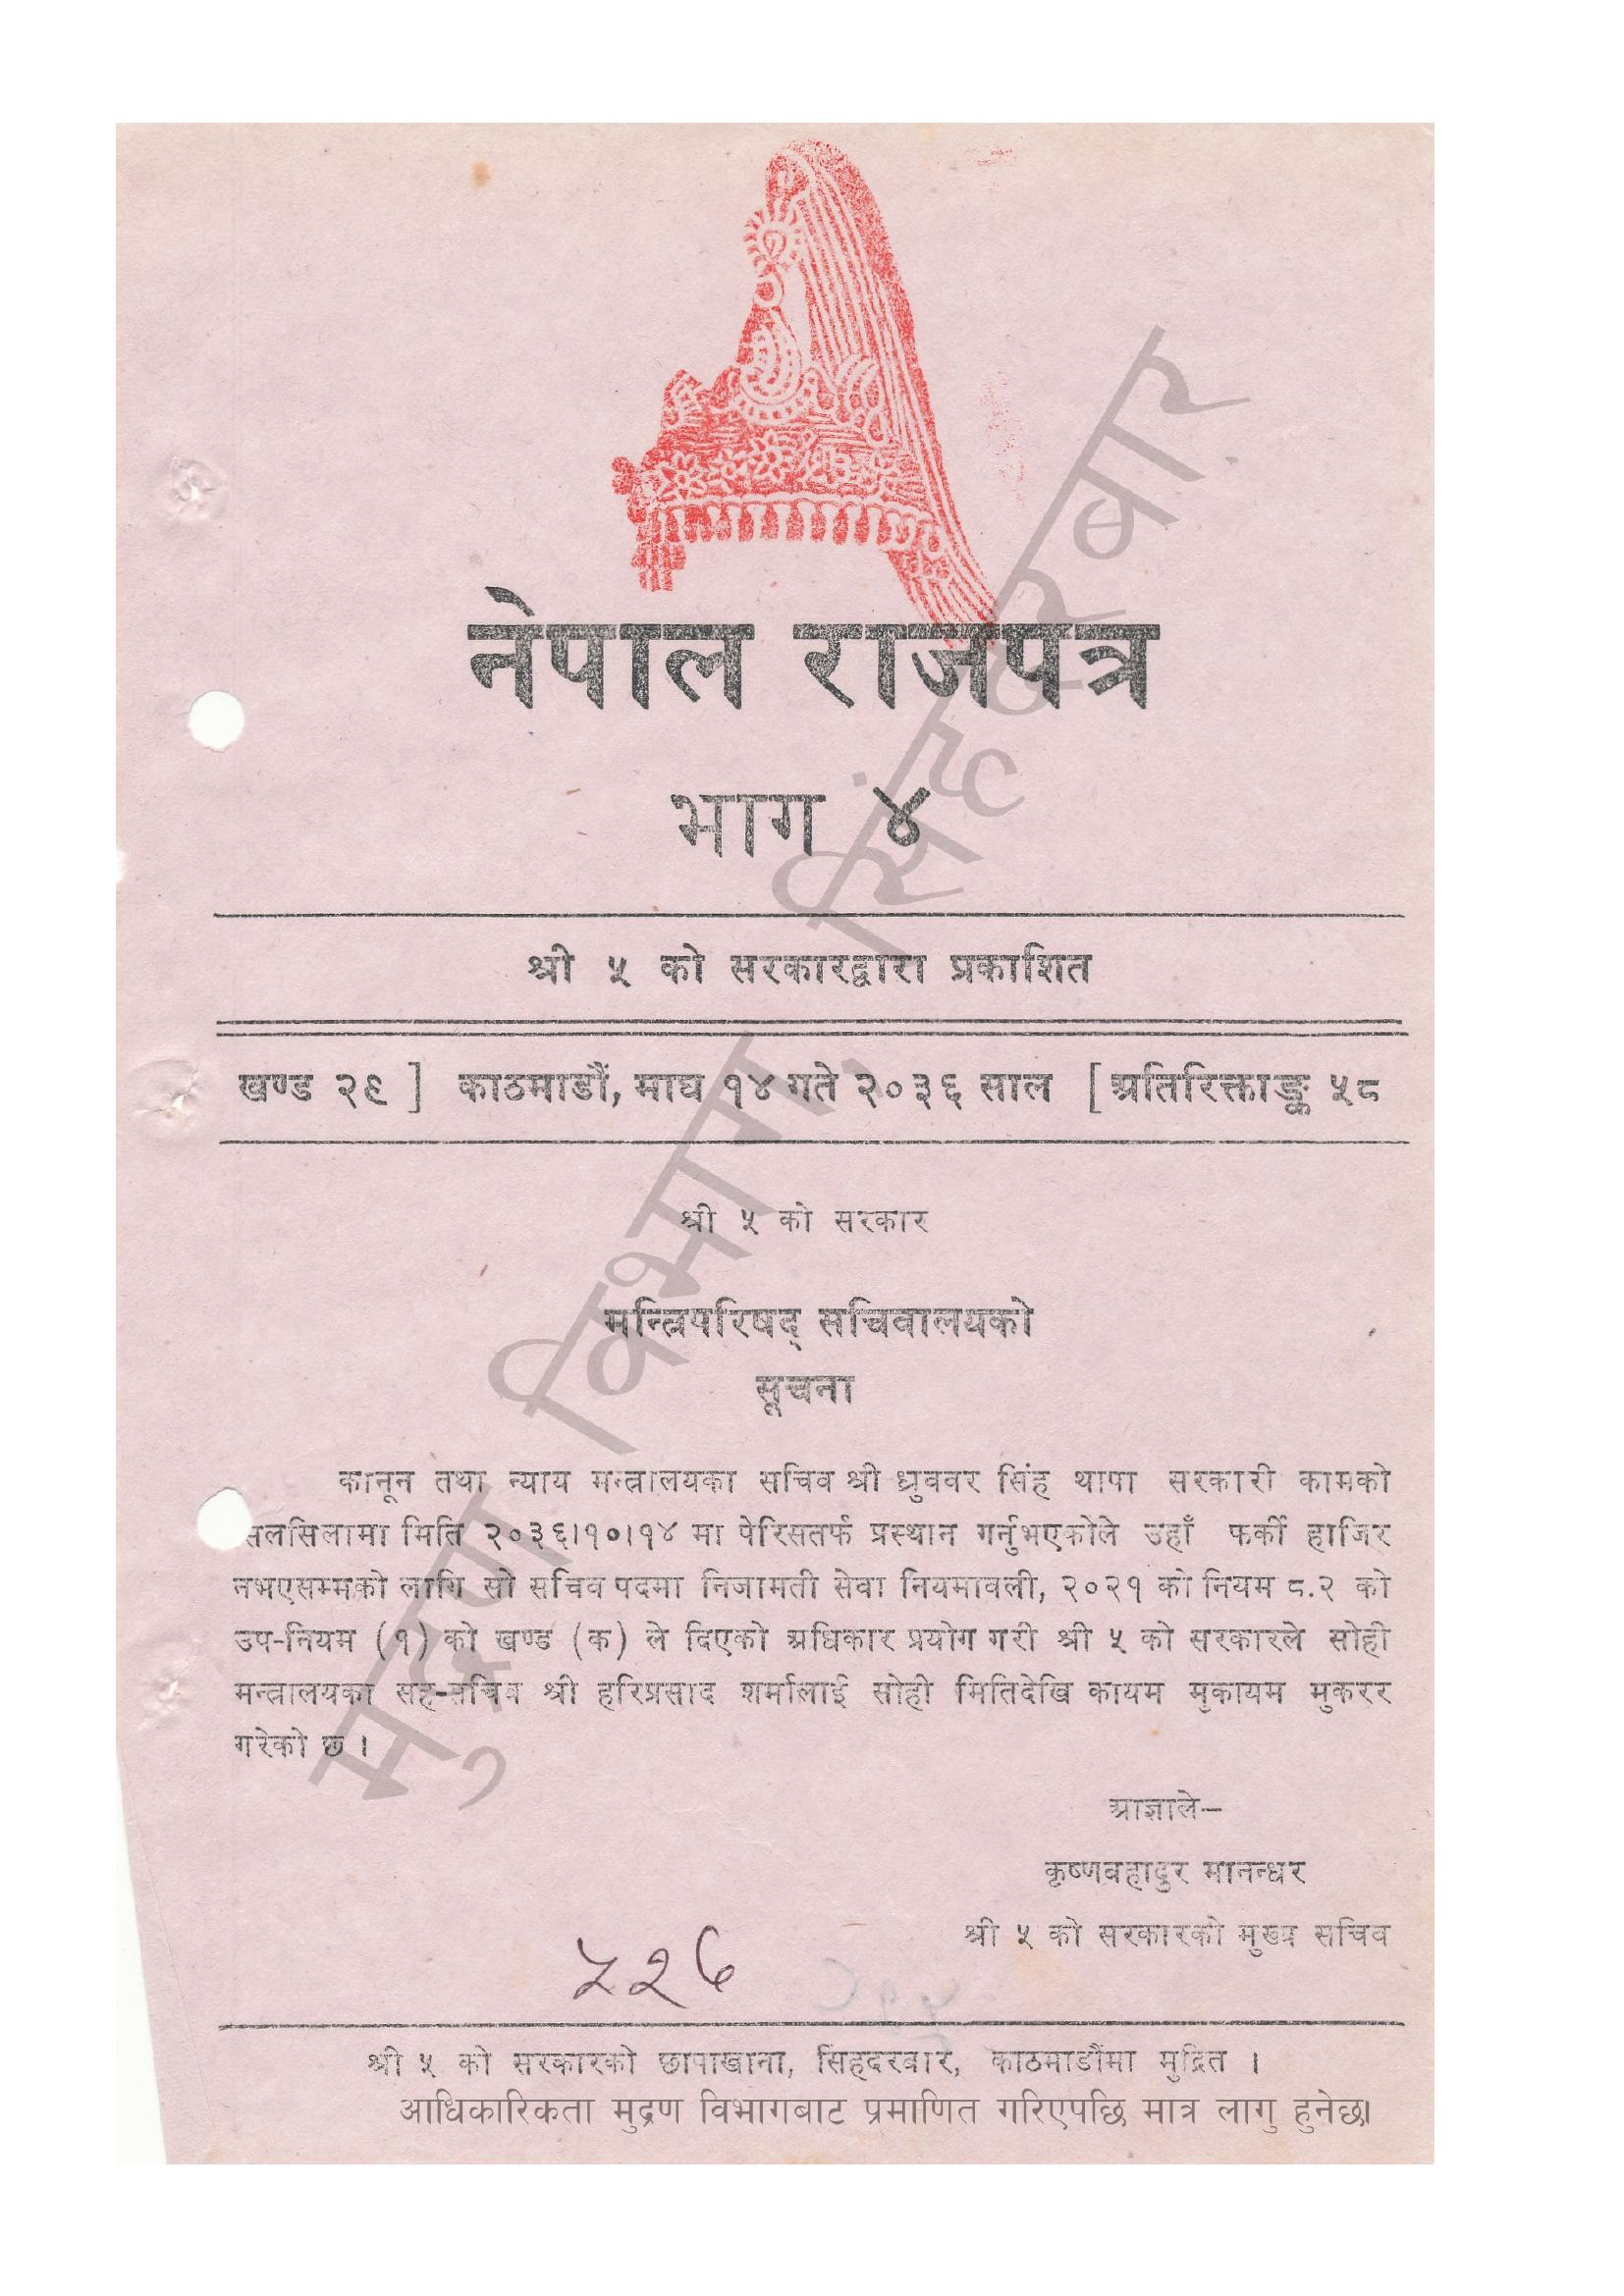 नेपाल राजपत्र
भाग ४
श्री ५ को सरकारद्वारा प्रकाशित
खण्ड २९ ] काठमाडौं, माघ १४ गते २०३६ साल [ अतिरिक्ताङ्क ५८
श्री ५ को सरकार
मन्त्रिपरिषद् सचिवालयको
सूचना
कानून तथा न्याय मन्त्रालयका सचिव श्री ध्रुववर सिंह थापा सरकारी कामको
सिलसिलामा मिति २०३६।१०।१४ मा पेरिसतर्फ प्रस्थान गर्नुभएकोले उहाँ फर्की हाजिर
नभएसम्मको लागि सो सचिव पदमा निजामती सेवा नियमावली, २०२१ को नियम ८.२ को
उप-नियम (१) को खण्ड (क) ले दिएको अधिकार प्रयोग गरी श्री ५ को सरकारले सोही
मन्त्रालयका सह-सचिव श्री हरिप्रसाद शर्मालाई सोही मितिदेखि कायम मुकायम मुकरर
गरेको छ ।
आज्ञाले–
कृष्णबहादुर मानन्धर
श्री ५ को सरकारको मुख्य सचिव
५२६
श्री ५ को सरकारको छापाखाना, सिंहदरबार, काठमाडौंमा मुद्रित ।
आधिकारिकता मुद्रण विभागबाट प्रमाणित गरिएपछि मात्र लागु हुनेछ।
मुद्रण विभाग, सिंहदरबार